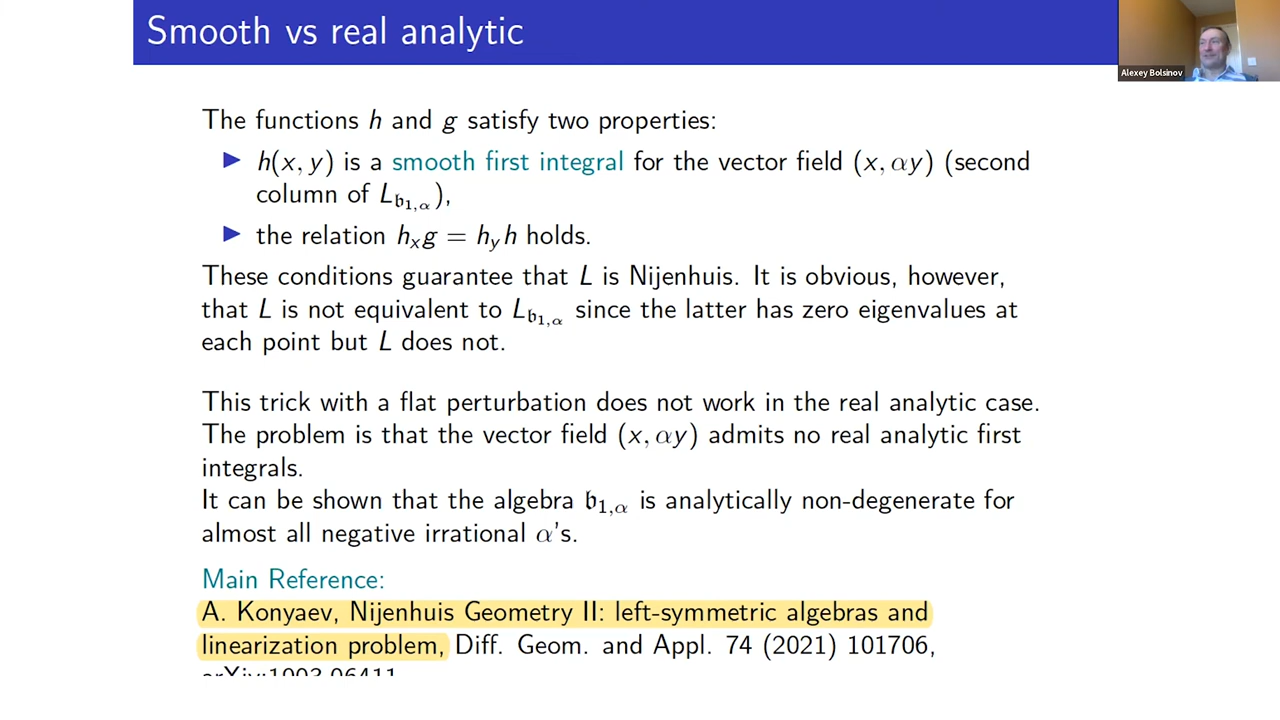 Smooth vs real analytic
Alexey Bolsinov
The functions h and g satisfy two properties:
▶ h(x, y) is a smooth first integral for the vector field (x, αy) (second
column of L𝔟₁,α),
▶ the relation hₓg = h_y h holds.
These conditions guarantee that L is Nijenhuis. It is obvious, however,
that L is not equivalent to L𝔟₁,α since the latter has zero eigenvalues at
each point but L does not.
This trick with a flat perturbation does not work in the real analytic case.
The problem is that the vector field (x, αy) admits no real analytic first
integrals.
It can be shown that the algebra 𝔟₁,α is analytically non-degenerate for
almost all negative irrational α's.
Main Reference:
A. Konyaev, Nijenhuis Geometry II: left-symmetric algebras and
linearization problem, Diff. Geom. and Appl. 74 (2021) 101706,